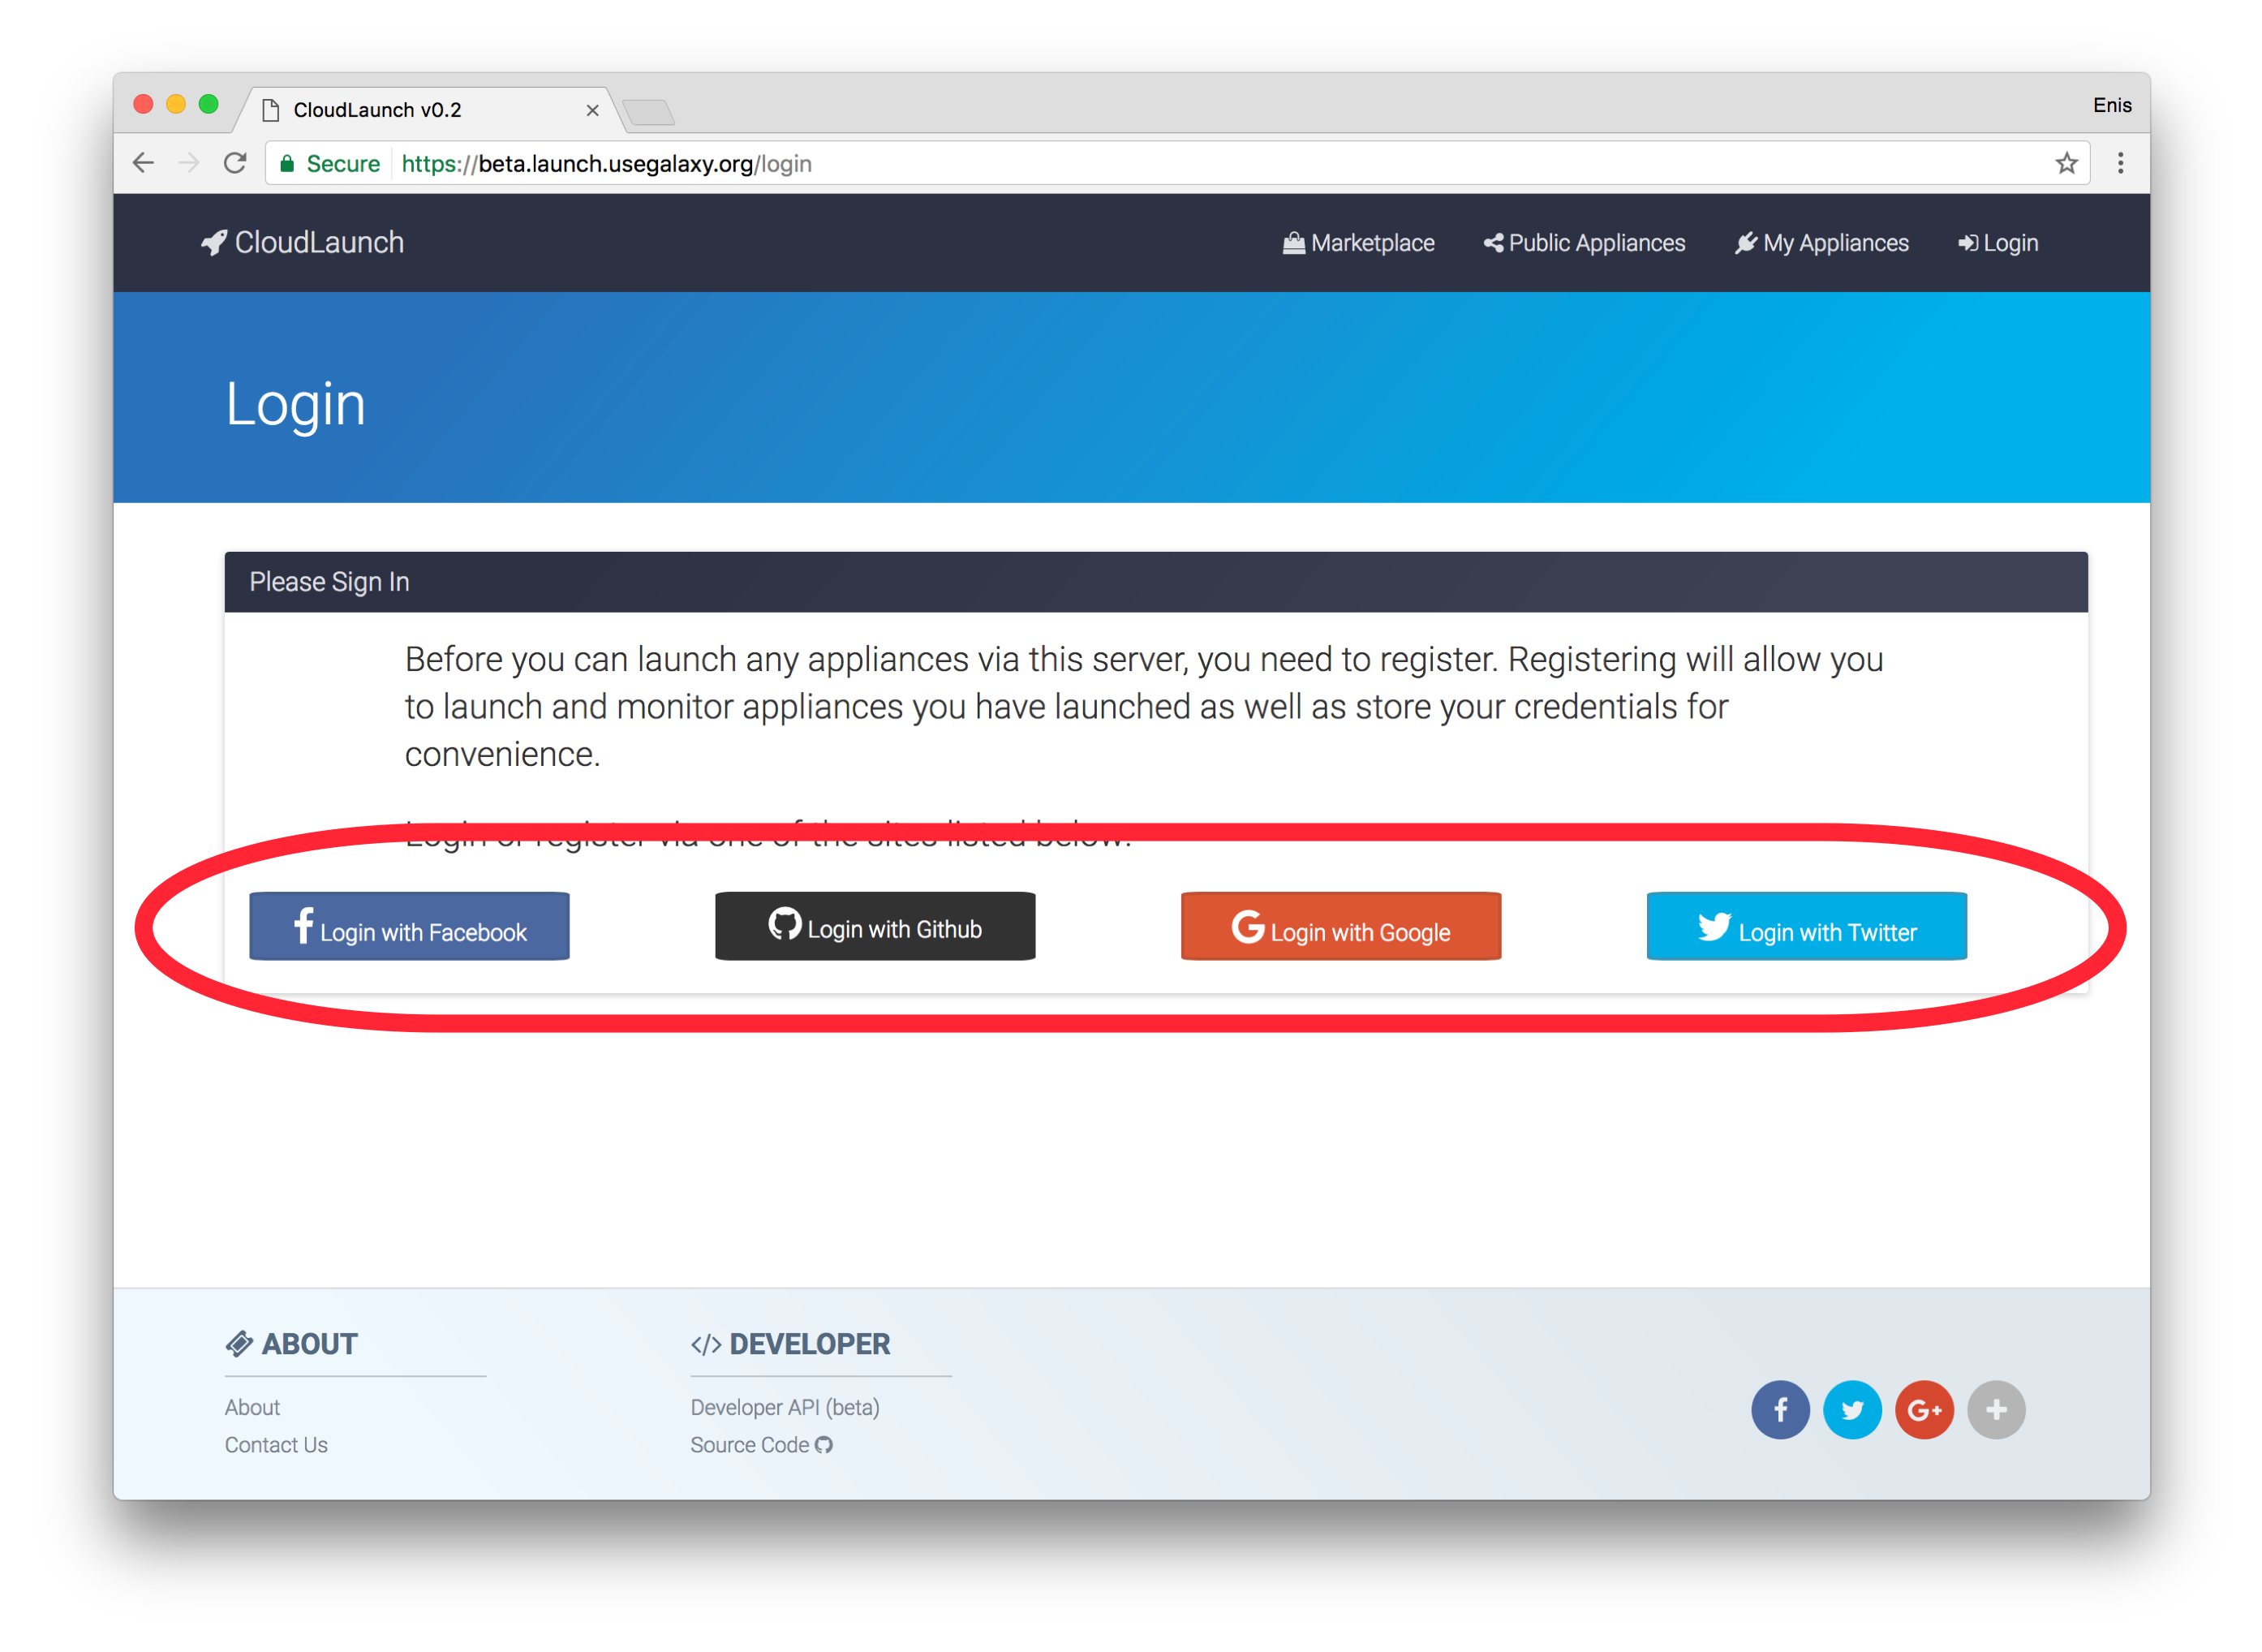 CloudLaunch v0.2
Enis
Secure https://beta.launch.usegalaxy.org/login
CloudLaunch
Marketplace
Public Appliances
My Appliances
Login
Login
Please Sign In
Before you can launch any appliances via this server, you need to register. Registering will allow you
to launch and monitor appliances you have launched as well as store your credentials for
convenience.
Login or register via one of the sites listed below.
Login with Facebook
Login with Github
Login with Google
Login with Twitter
ABOUT
About
Contact Us
</> DEVELOPER
Developer API (beta)
Source Code